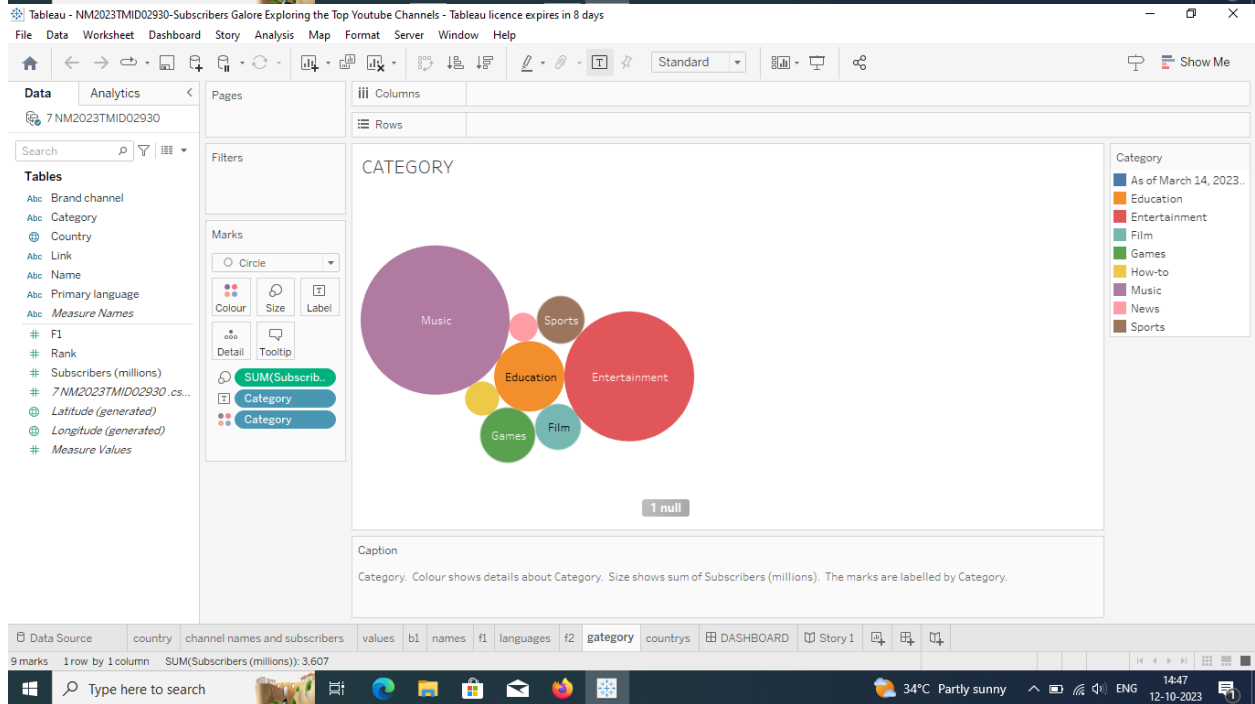 Tableau - NM2023TMID02930-Subscribers Galore Exploring the Top Youtube Channels - Tableau licence expires in 8 days
File Data Worksheet Dashboard Story Analysis Map Format Server Window Help
Standard
Show Me
Data Analytics
7 NM2023TMID02930
Search
Tables
Abc Brand channel
Abc Category
Country
Abc Link
Abc Name
Abc Primary language
Abc Measure Names
# F1
# Rank
# Subscribers (millions)
# 7 NM2023TMID02930 .cs...
Latitude (generated)
Longitude (generated)
# Measure Values
Pages
Filters
Marks
Circle
Colour Size Label
Detail Tooltip
SUM(Subscrib..
Category
Category
Columns
Rows
CATEGORY
Music
Sports
Education
Entertainment
Games
Film
1 null
Caption
Category. Colour shows details about Category. Size shows sum of Subscribers (millions). The marks are labelled by Category.
Category
As of March 14, 2023..
Education
Entertainment
Film
Games
How-to
Music
News
Sports
Data Source country channel names and subscribers values b1 names f1 languages f2 gategory countrys DASHBOARD Story 1
9 marks 1 row by 1 column SUM(Subscribers (millions)): 3,607
Type here to search
34°C Partly sunny
ENG
14:47
12-10-2023
1